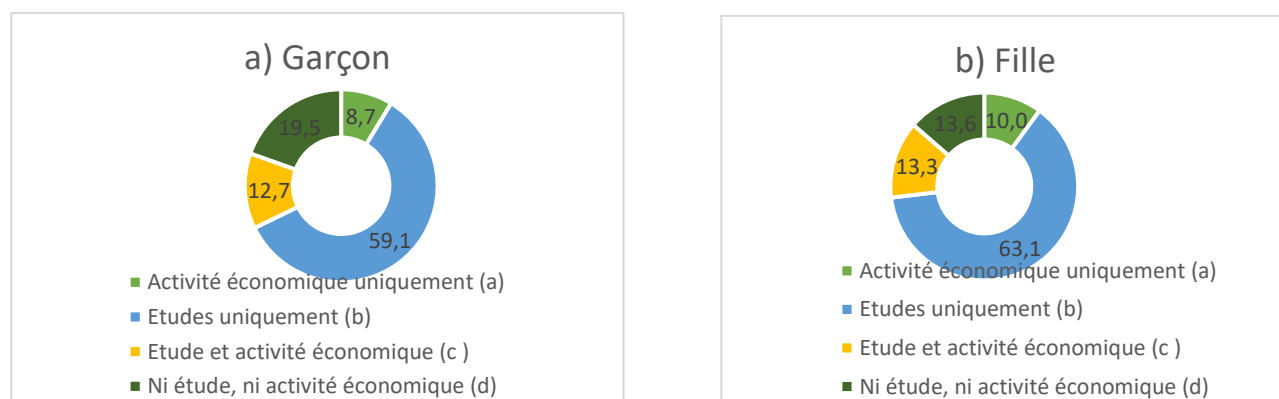 a) Garçon
8,7
19,5
12,7
59,1
Activité économique uniquement (a)
Etudes uniquement (b)
Etude et activité économique (c )
Ni étude, ni activité économique (d)
b) Fille
10,0
13,6
13,3
63,1
Activité économique uniquement (a)
Etudes uniquement (b)
Etude et activité économique (c )
Ni étude, ni activité économique (d)